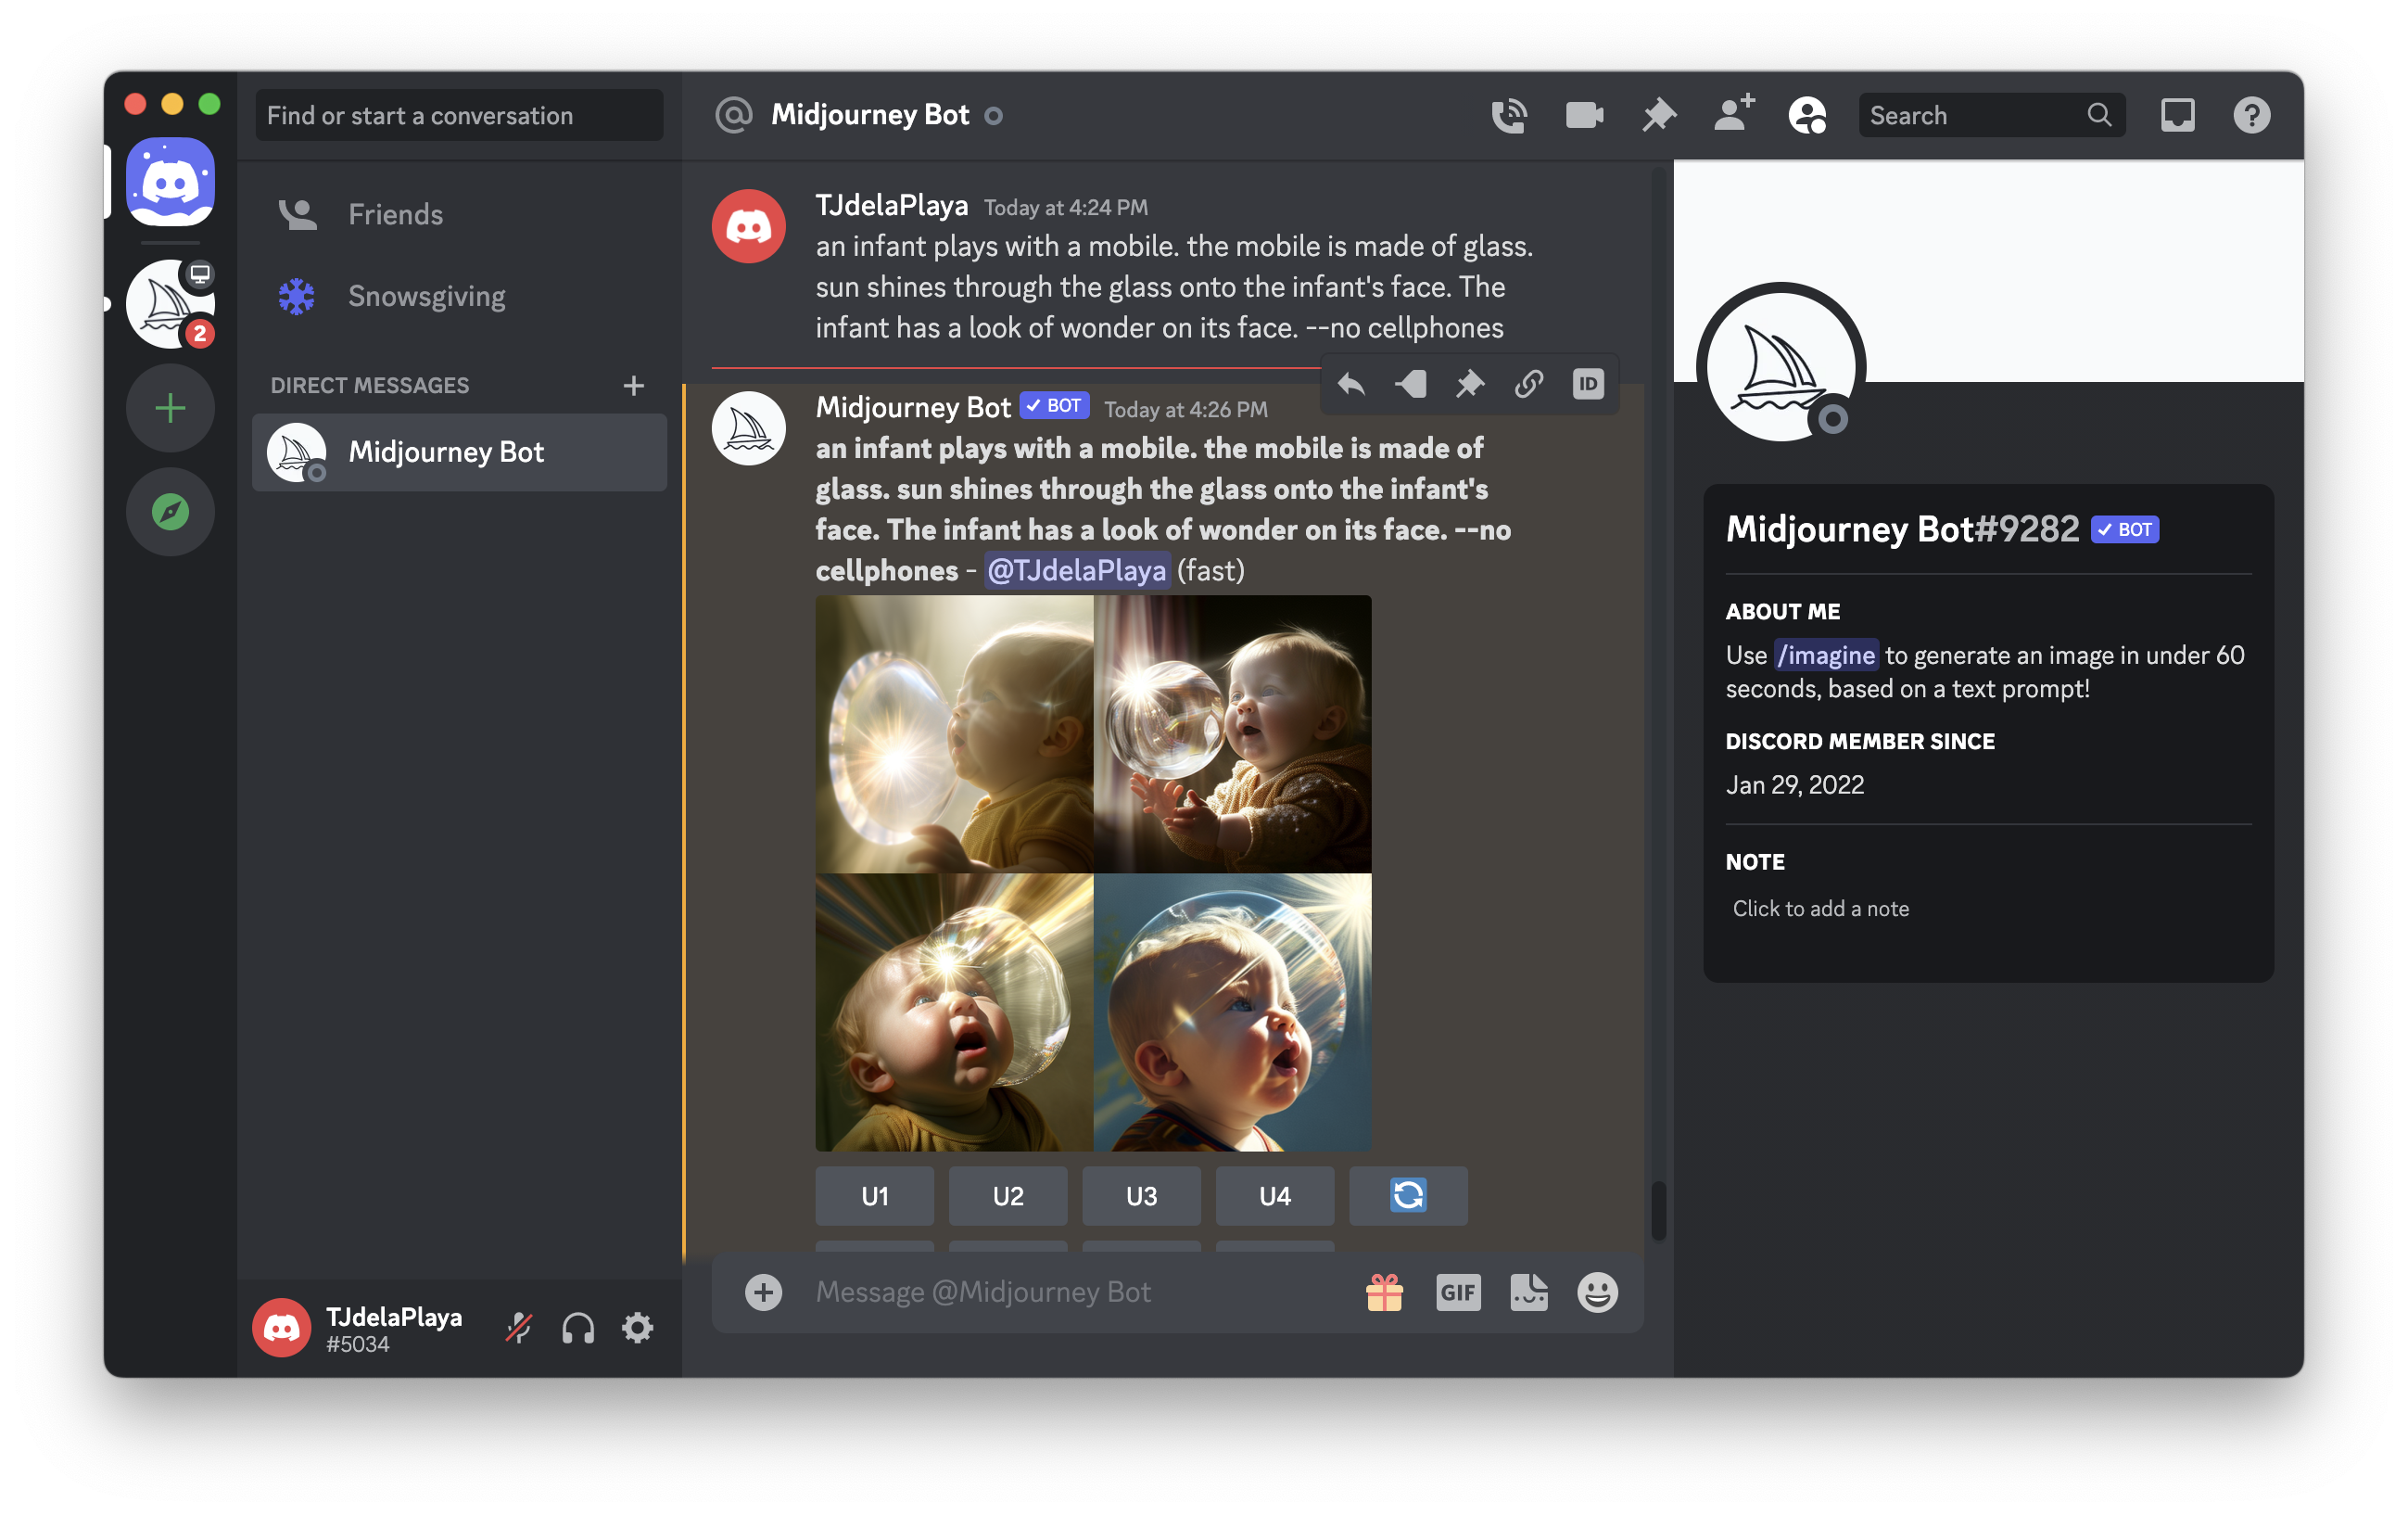 Find or start a conversation
Friends
Snowsgiving
DIRECT MESSAGES
Midjourney Bot
2
TJdelaPlaya
#5034
Midjourney Bot
Search
TJdelaPlaya Today at 4:24 PM
an infant plays with a mobile. the mobile is made of glass.
sun shines through the glass onto the infant's face. The
infant has a look of wonder on its face. --no cellphones
ID
Midjourney Bot BOT Today at 4:26 PM
an infant plays with a mobile. the mobile is made of
glass. sun shines through the glass onto the infant's
face. The infant has a look of wonder on its face. --no
cellphones - @TJdelaPlaya (fast)
U1 U2 U3 U4
Message @Midjourney Bot
GIF
Midjourney Bot#9282 BOT
ABOUT ME
Use /imagine to generate an image in under 60
seconds, based on a text prompt!
DISCORD MEMBER SINCE
Jan 29, 2022
NOTE
Click to add a note